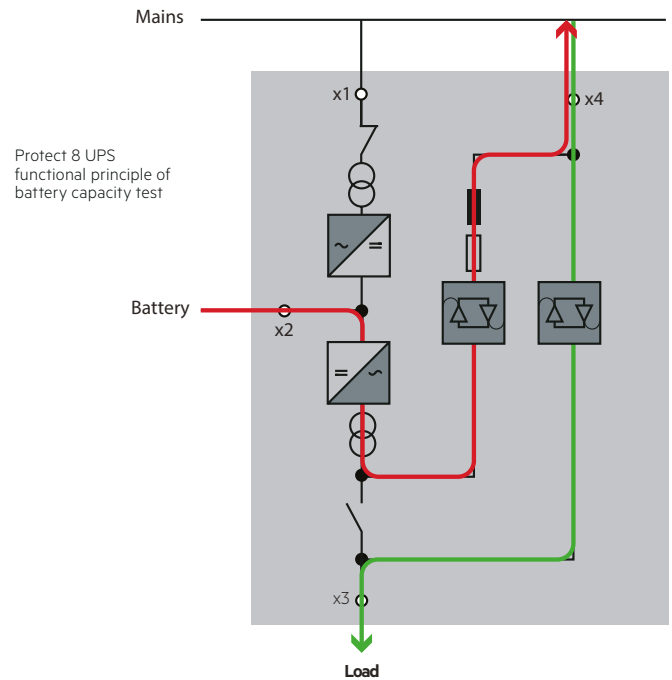 Mains
x1
x4
Protect 8 UPS
functional principle of
battery capacity test
Battery
x2
x3
Load